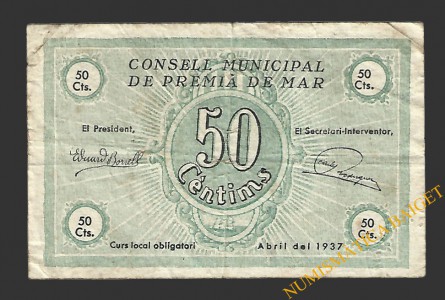 CONSELL MUNICIPAL
DE PREMIÀ DE MAR
50
Cts.
50
Cts.
El President,
El Secretari-Interventor,
50
Cèntims
50
Cts.
50
Cts.
Curs local obligatori
Abril del 1937
NUMISMATICA BAIGET